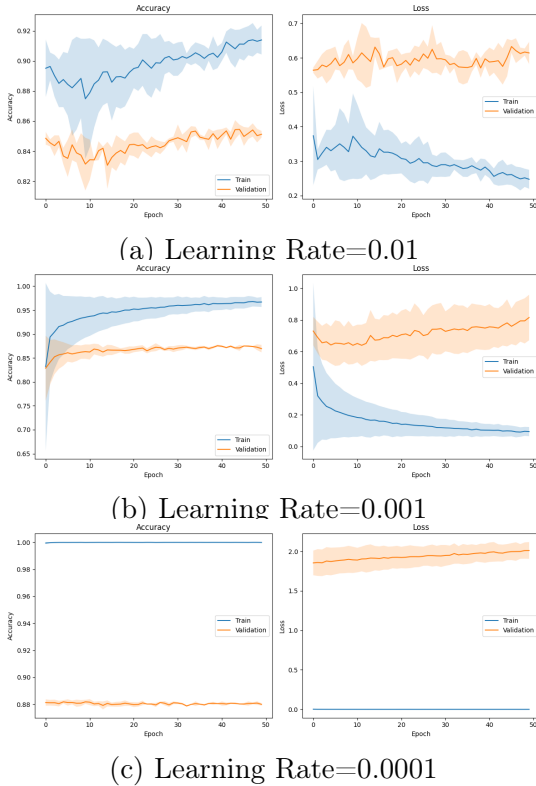 Accuracy
Loss
0.92
0.90
0.88
0.86
0.84
0.82
Accuracy
0.7
0.6
0.5
0.4
0.3
0.2
Loss
Train
Validation
Train
Validation
0 10 20 30 40 50
0 10 20 30 40 50
Epoch
Epoch
(a) Learning Rate=0.01
Accuracy
Loss
1.00
0.95
0.90
0.85
0.80
0.75
0.70
0.65
Accuracy
1.0
0.8
0.6
0.4
0.2
0.0
Loss
Train
Validation
Train
Validation
0 10 20 30 40 50
0 10 20 30 40 50
Epoch
Epoch
(b) Learning Rate=0.001
Accuracy
Loss
1.00
0.98
0.96
0.94
0.92
0.90
0.88
Accuracy
2.0
1.5
1.0
0.5
0.0
Loss
Train
Validation
Train
Validation
0 10 20 30 40 50
0 10 20 30 40 50
Epoch
Epoch
(c) Learning Rate=0.0001